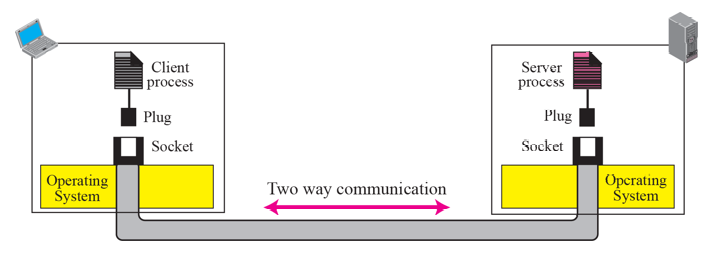 Client
process
Plug
Socket
Operating
System
Two way communication
Server
process
Plug
Socket
Operating
System